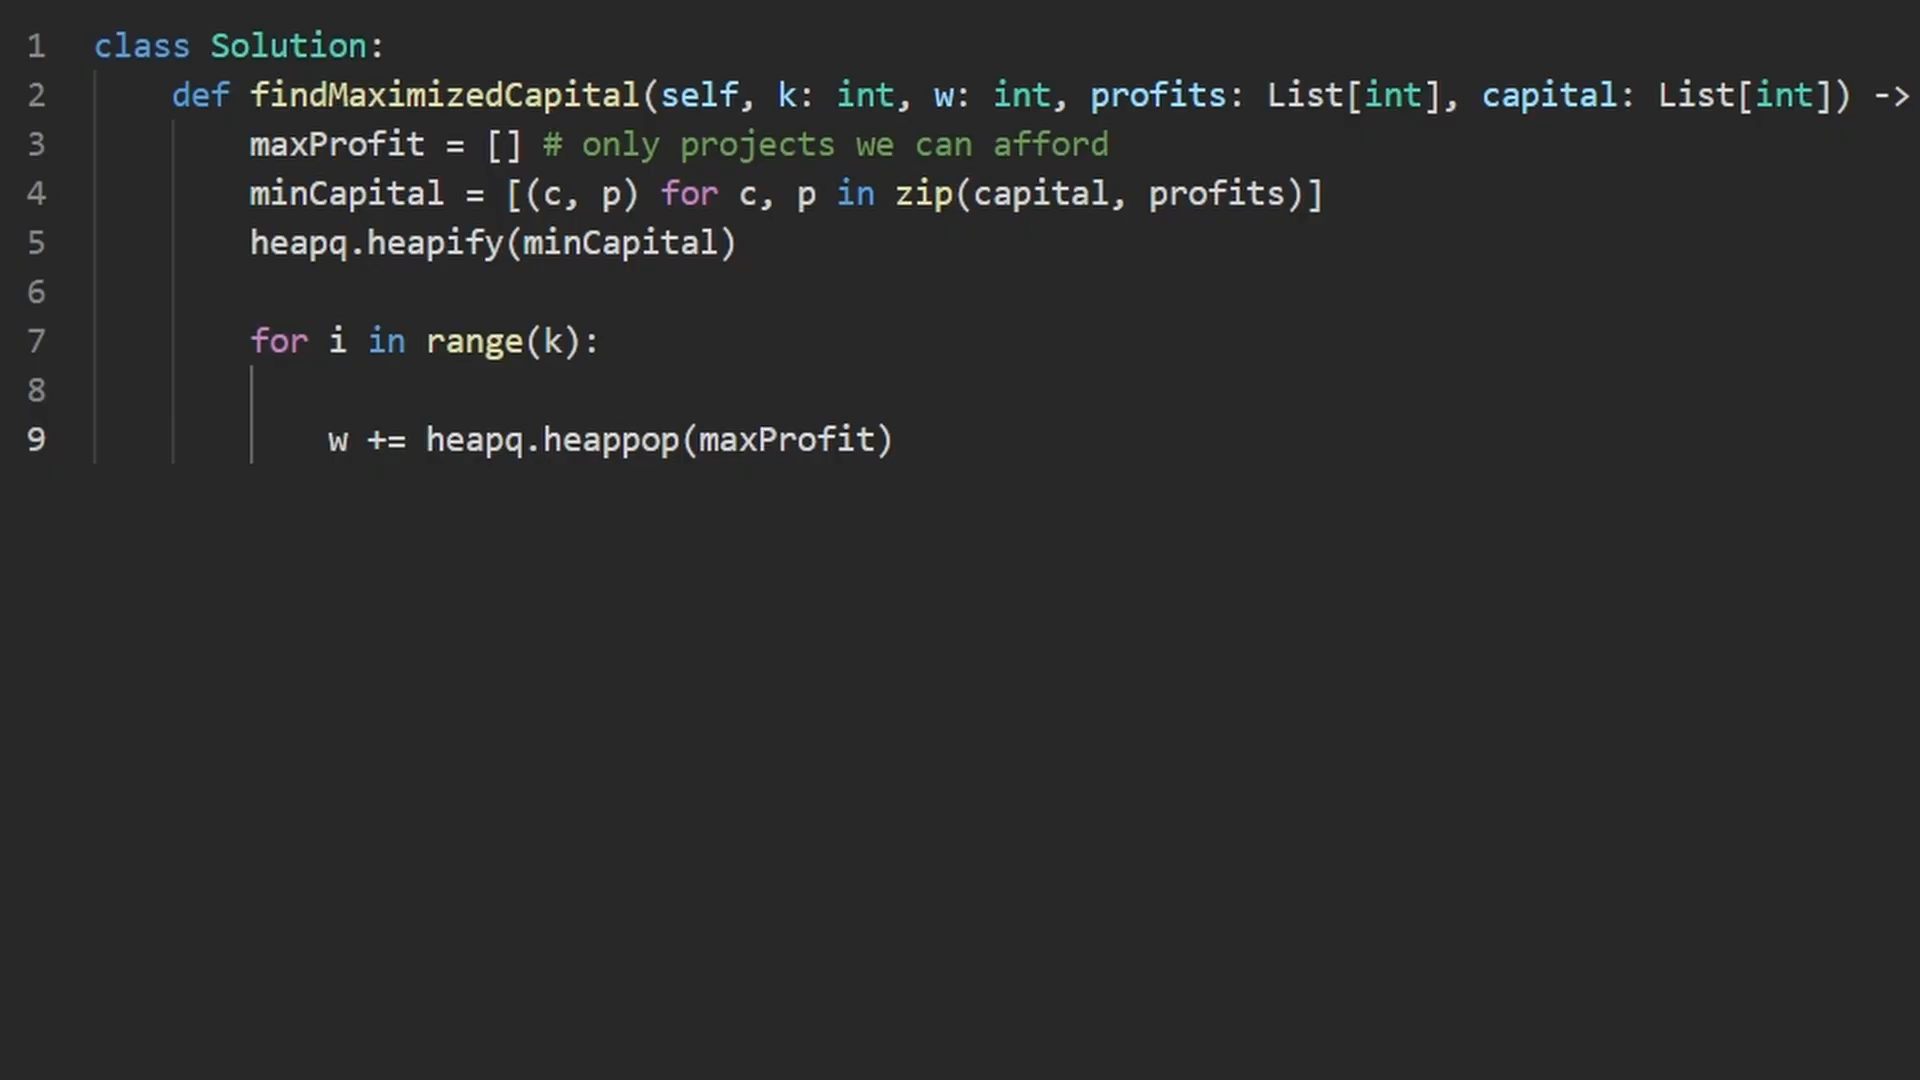 1 class Solution:
2 def findMaximizedCapital(self, k: int, w: int, profits: List[int], capital: List[int]) ->
3 maxProfit = [] # only projects we can afford
4 minCapital = [(c, p) for c, p in zip(capital, profits)]
5 heapq.heapify(minCapital)
6
7 for i in range(k):
8
9 w += heapq.heappop(maxProfit)